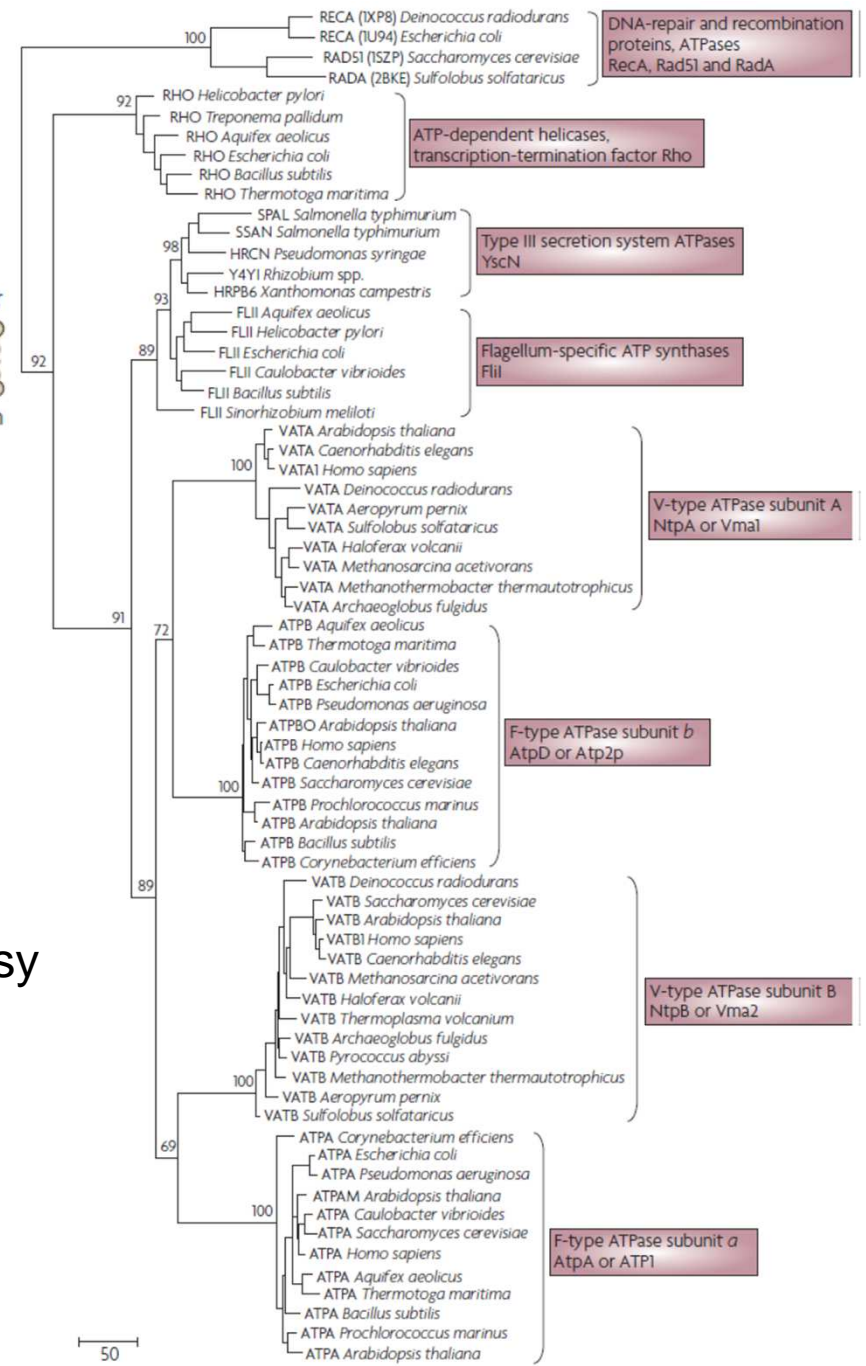 100
RECA (1XP8) Deinococcus radiodurans
RECA (1U94) Escherichia coli
RAD51 (1SZP) Saccharomyces cerevisiae
RADA (2BKE) Sulfolobus solfataricus
DNA-repair and recombination
proteins, ATPases
RecA, Rad51 and RadA
92
92
RHO Helicobacter pylori
RHO Treponema pallidum
RHO Aquifex aeolicus
RHO Escherichia coli
RHO Bacillus subtilis
RHO Thermotoga maritima
ATP-dependent helicases,
transcription-termination factor Rho
98
SPAL Salmonella typhimurium
SSAN Salmonella typhimurium
HRCN Pseudomonas syringae
Y4YI Rhizobium spp.
HRPB6 Xanthomonas campestris
Type III secretion system ATPases
YscN
93
89
FLII Aquifex aeolicus
FLII Helicobacter pylori
FLII Escherichia coli
FLII Caulobacter vibrioides
FLII Bacillus subtilis
FLII Sinorhizobium meliloti
Flagellum-specific ATP synthases
FliI
91
72
100
VATA Arabidopsis thaliana
VATA Caenorhabditis elegans
VATA1 Homo sapiens
VATA Deinococcus radiodurans
VATA Aeropyrum pernix
VATA Sulfolobus solfataricus
VATA Haloferax volcanii
VATA Methanosarcina acetivorans
VATA Methanothermobacter thermautotrophicus
VATA Archaeoglobus fulgidus
V-type ATPase subunit A
NtpA or Vma1
100
ATPB Aquifex aeolicus
ATPB Thermotoga maritima
ATPB Caulobacter vibrioides
ATPB Escherichia coli
ATPB Pseudomonas aeruginosa
ATPBO Arabidopsis thaliana
ATPB Homo sapiens
ATPB Caenorhabditis elegans
ATPB Saccharomyces cerevisiae
ATPB Prochlorococcus marinus
ATPB Arabidopsis thaliana
ATPB Bacillus subtilis
ATPB Corynebacterium efficiens
F-type ATPase subunit b
AtpD or Atp2p
89
sy
100
VATB Deinococcus radiodurans
VATB Saccharomyces cerevisiae
VATB Arabidopsis thaliana
VATB1 Homo sapiens
VATB Caenorhabditis elegans
VATB Methanosarcina acetivorans
VATB Haloferax volcanii
VATB Thermoplasma volcanium
VATB Archaeoglobus fulgidus
VATB Pyrococcus abyssi
VATB Methanothermobacter thermautotrophicus
VATB Aeropyrum pernix
VATB Sulfolobus solfataricus
V-type ATPase subunit B
NtpB or Vma2
69
100
ATPA Corynebacterium efficiens
ATPA Escherichia coli
ATPA Pseudomonas aeruginosa
ATPAM Arabidopsis thaliana
ATPA Caulobacter vibrioides
ATPA Saccharomyces cerevisiae
ATPA Homo sapiens
ATPA Aquifex aeolicus
ATPA Thermotoga maritima
ATPA Bacillus subtilis
ATPA Prochlorococcus marinus
ATPA Arabidopsis thaliana
F-type ATPase subunit a
AtpA or ATP1
50